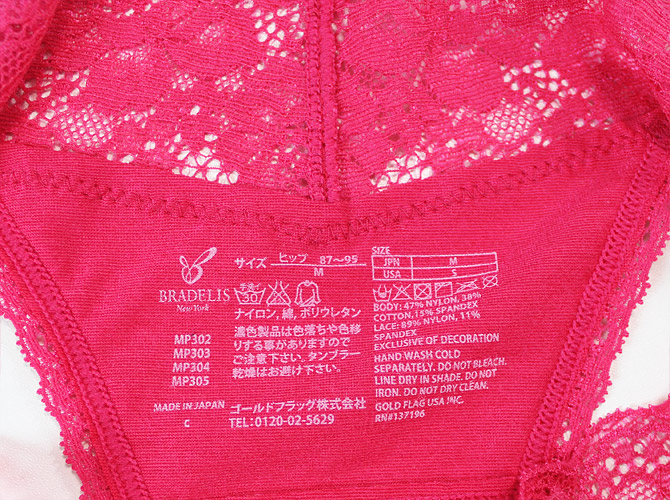 サイズ ヒップ 87〜95
M
BRADELIS
New York
手洗イ
30
ナイロン, 綿, ポリウレタン
MP302
MP303
MP304
MP305
濃色製品は色落ちや色移
りする事がありますので
ご注意下さい。タンブラー
乾燥はお避け下さい。
MADE IN JAPAN
C
ゴールドフラッグ株式会社
TEL:0120-02-5629
SIZE
JPN M
USA S
BODY: 47% NYLON, 38%
COTTON,15% SPANDEX
LACE: 89% NYLON, 11%
SPANDEX
EXCLUSIVE OF DECORATION
HAND WASH COLD
SEPARATELY. DO NOT BLEACH.
LINE DRY IN SHADE. DO NOT
IRON. DO NOT DRY CLEAN.
GOLD FLAG USA INC.
RN#137196